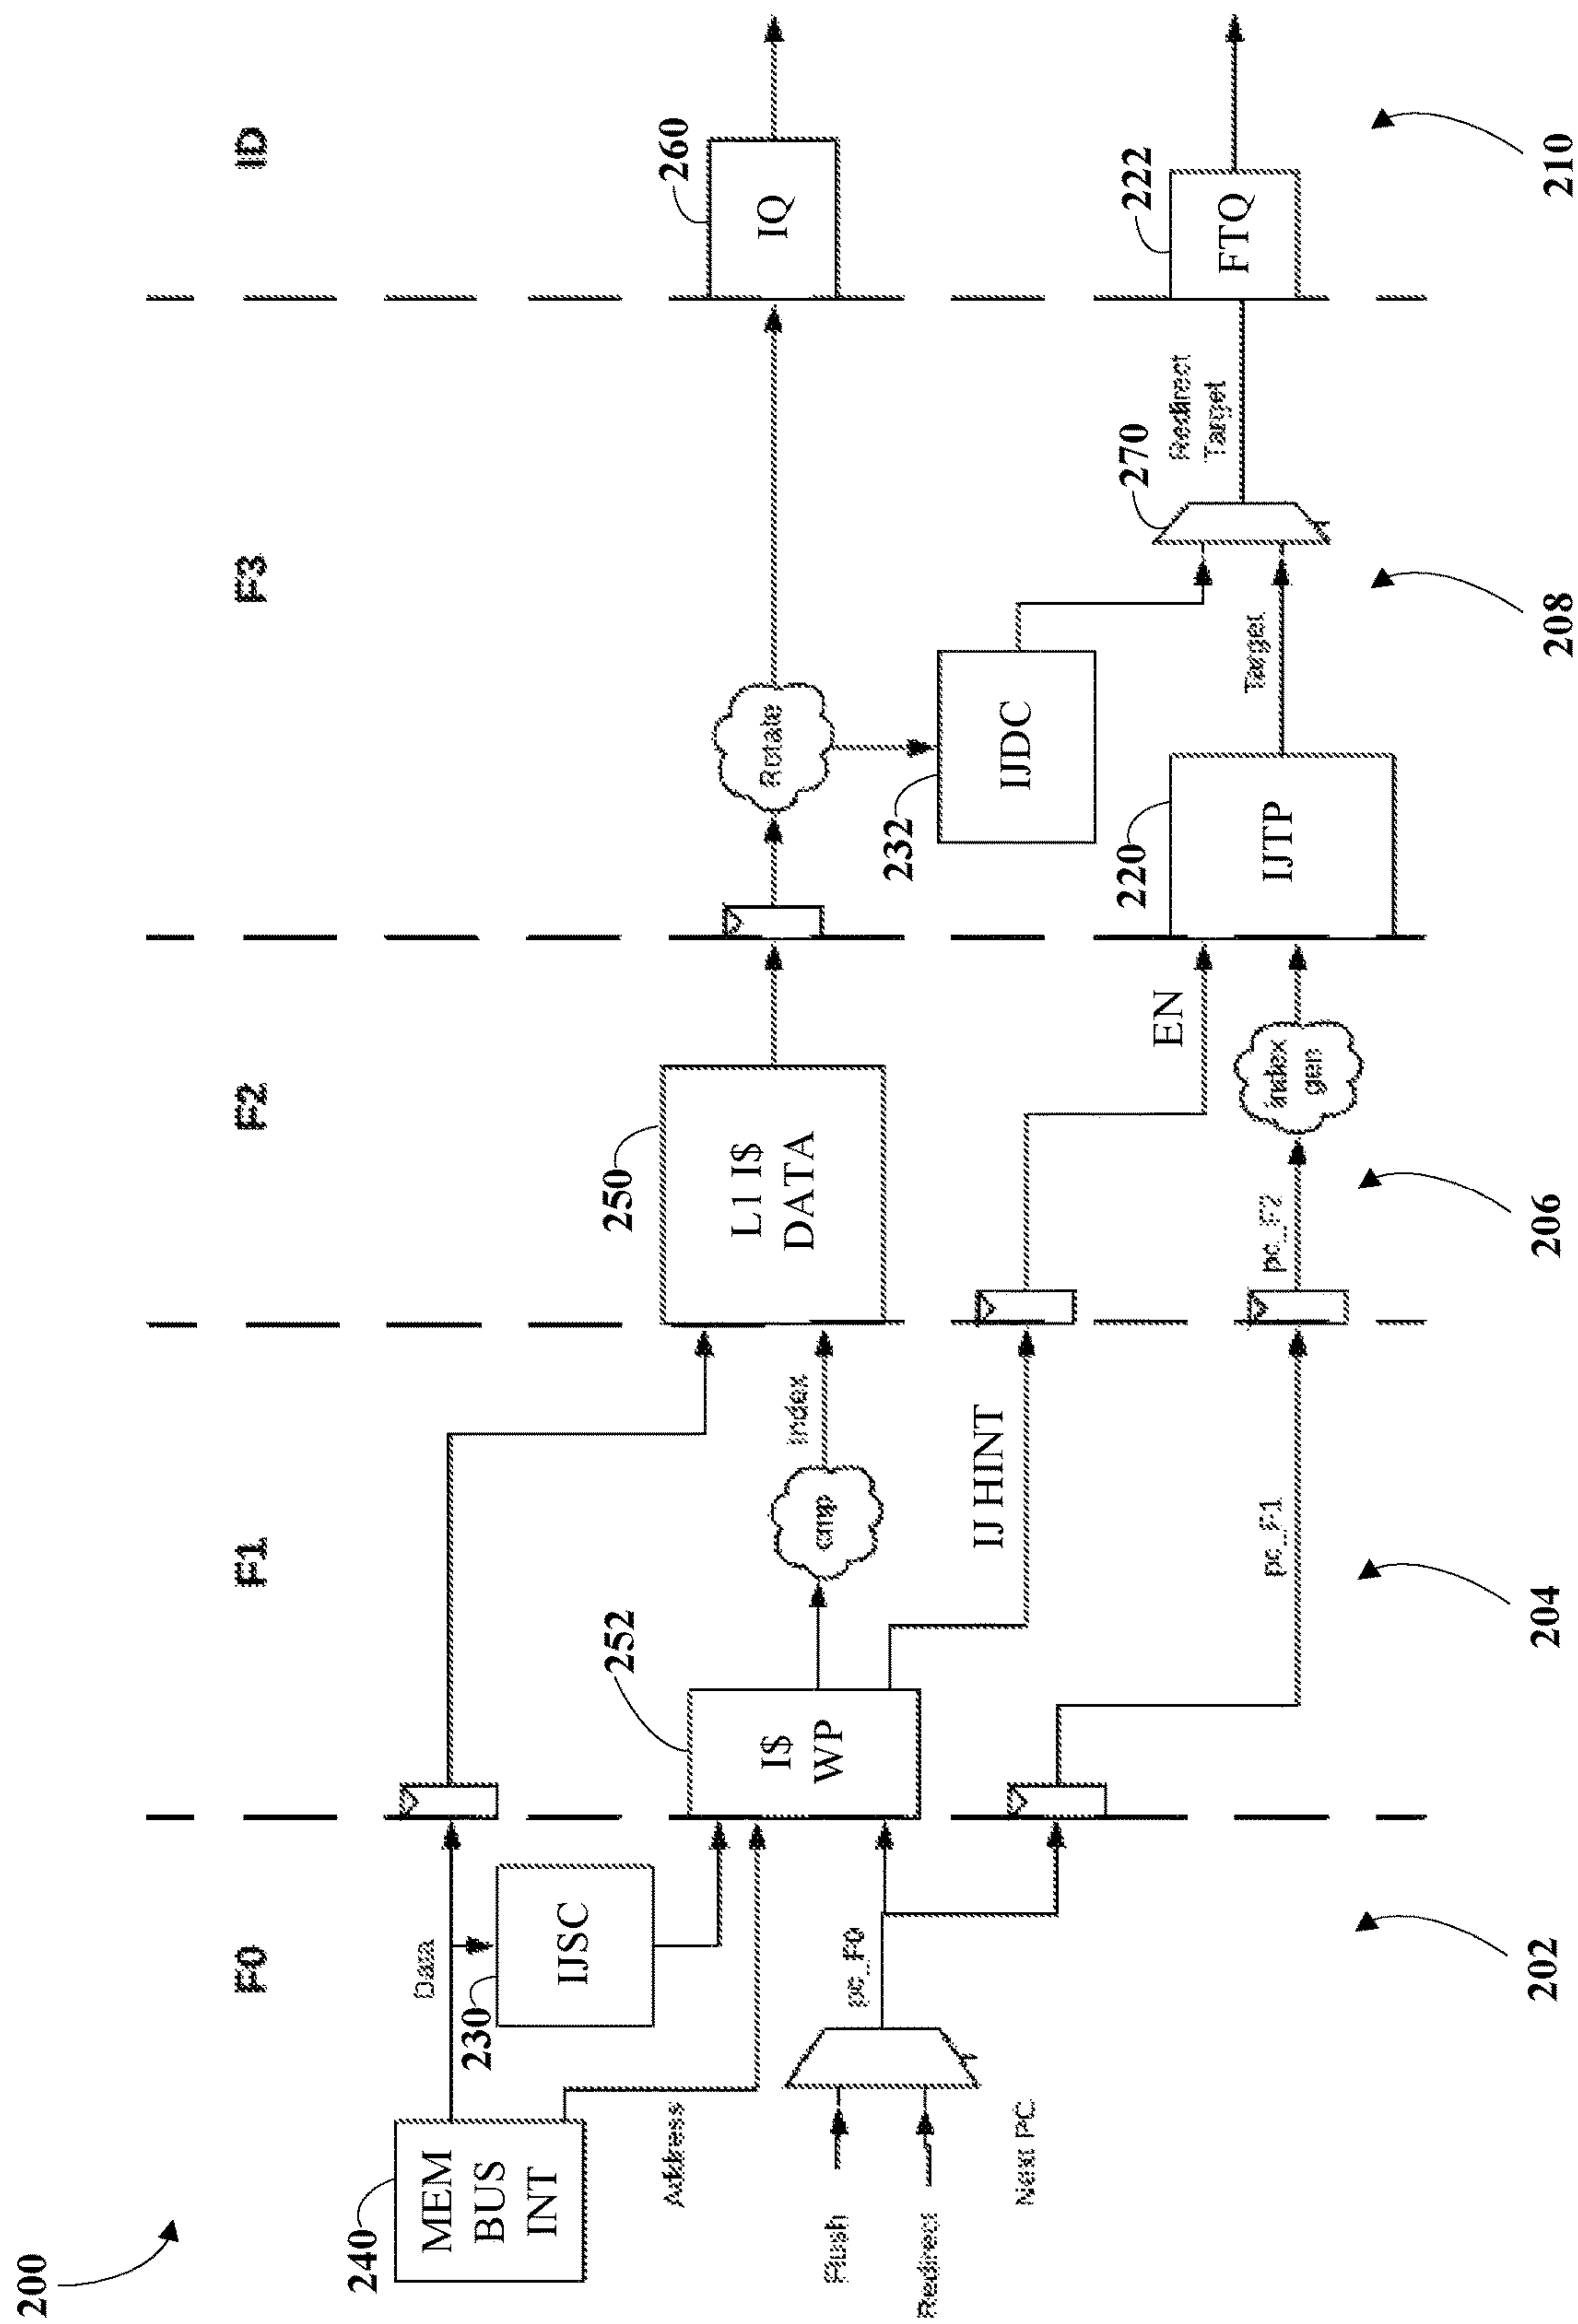 200
F0
F1
F2
F3
ID
240
MEM
BUS
INT
Data
230
IJSC
Address
Flush
Redirect
Next PC
pc_F0
252
I$
WP
cmp
Index
IJ HINT
pc_F1
250
L1 I$
DATA
EN
pc_F2
index
gen
Rotate
232
IJDC
220
IJTP
Target
270
Redirect
Target
260
IQ
222
FTQ
202
204
206
208
210